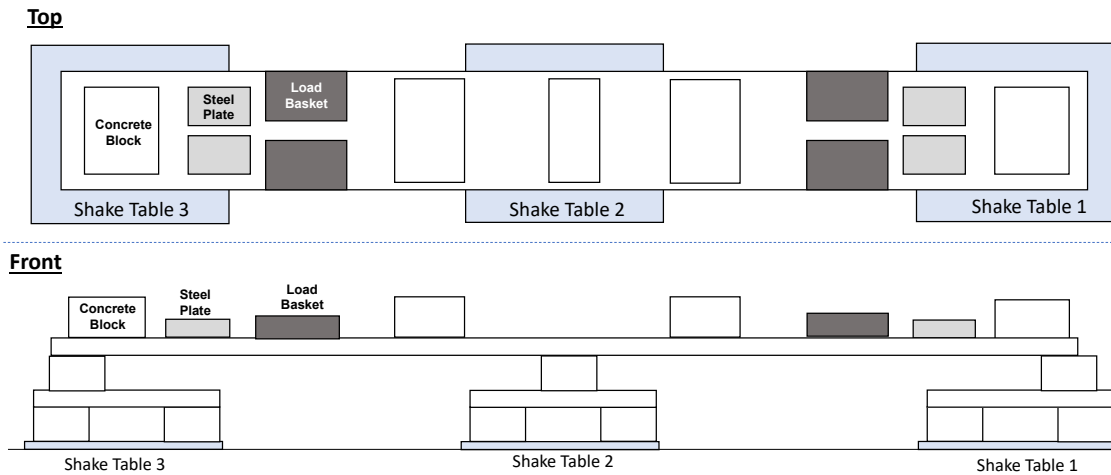 Top
Load
Basket
Steel
Plate
Concrete
Block
Shake Table 3
Shake Table 2
Shake Table 1
Front
Concrete
Block
Steel
Plate
Load
Basket
Shake Table 3
Shake Table 2
Shake Table 1